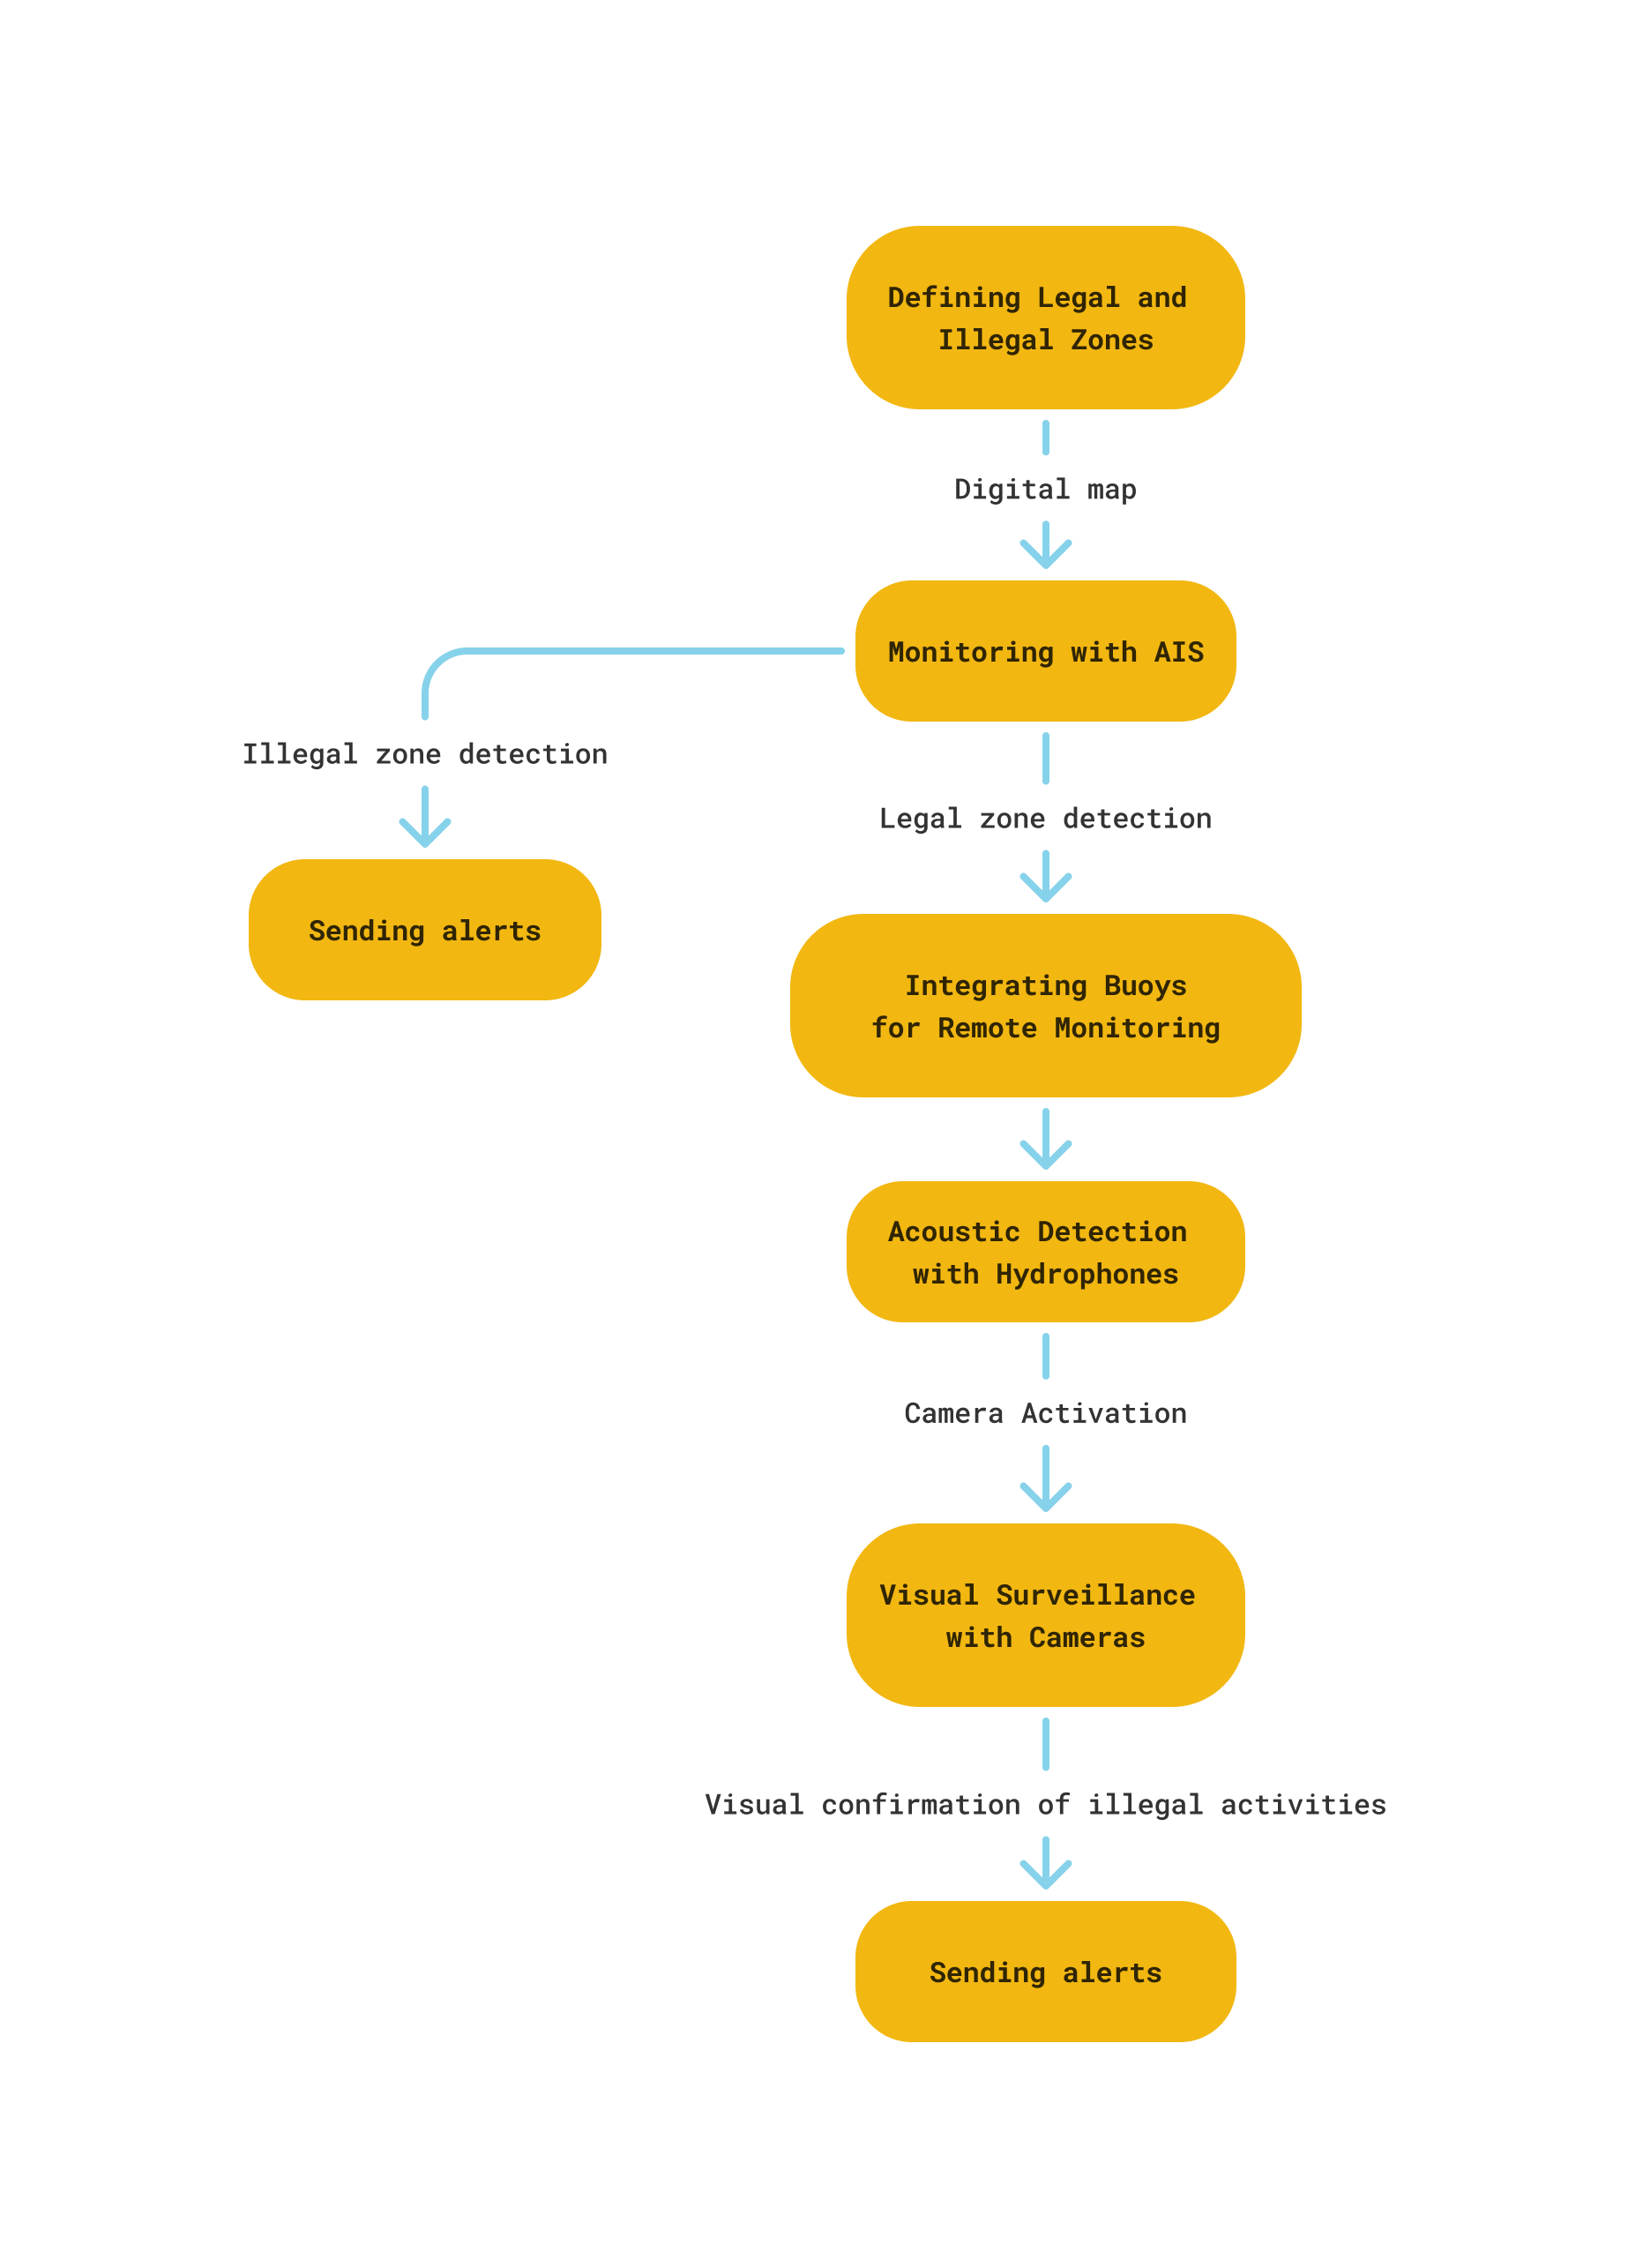 Defining Legal and
Illegal Zones
Digital map
Monitoring with AIS
Illegal zone detection
Legal zone detection
Sending alerts
Integrating Buoys
for Remote Monitoring
Acoustic Detection
with Hydrophones
Camera Activation
Visual Surveillance
with Cameras
Visual confirmation of illegal activities
Sending alerts